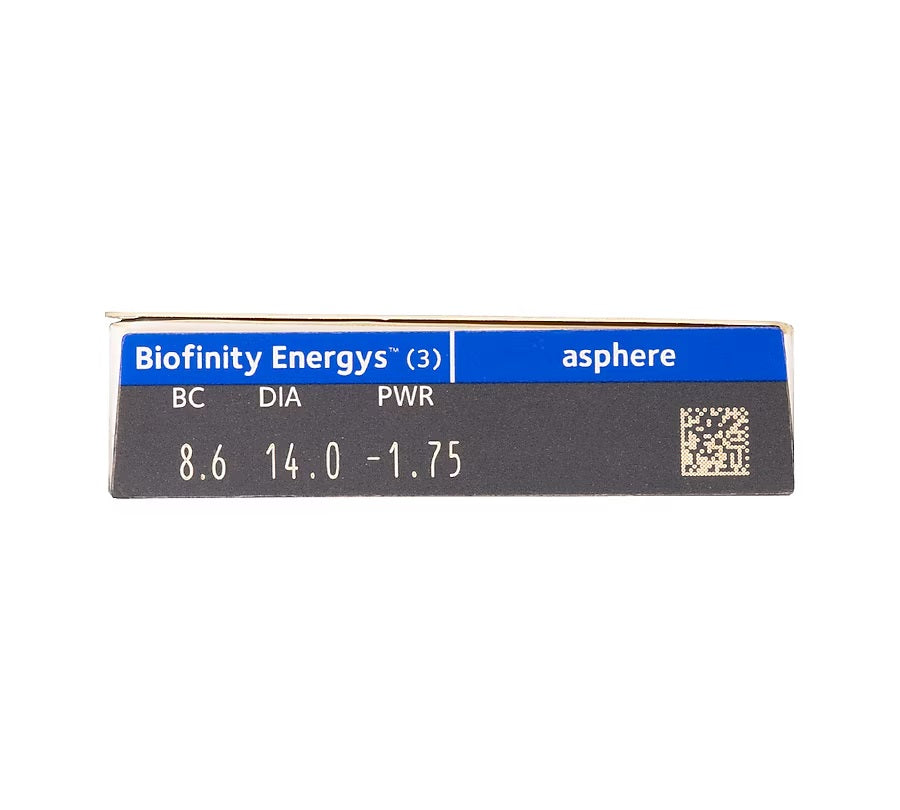 Biofinity Energys™ (3) asphere
BC DIA PWR
8.6 14.0 -1.75